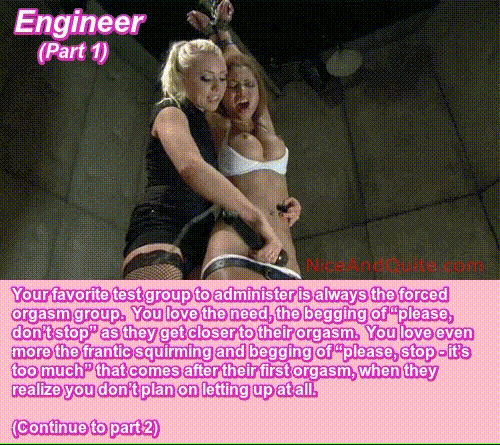 Engineer
(Part 1)
NiceAndQuite.com
Your favorite test group to administer is always the forced
orgasm group.  You love the need, the begging of “please,
don’t stop” as they get closer to their orgasm.  You love even
more the frantic squirming and begging of “please, stop - it’s
too much” that comes after their first orgasm, when they
realize you don’t plan on letting up at all.
(Continue to part 2)